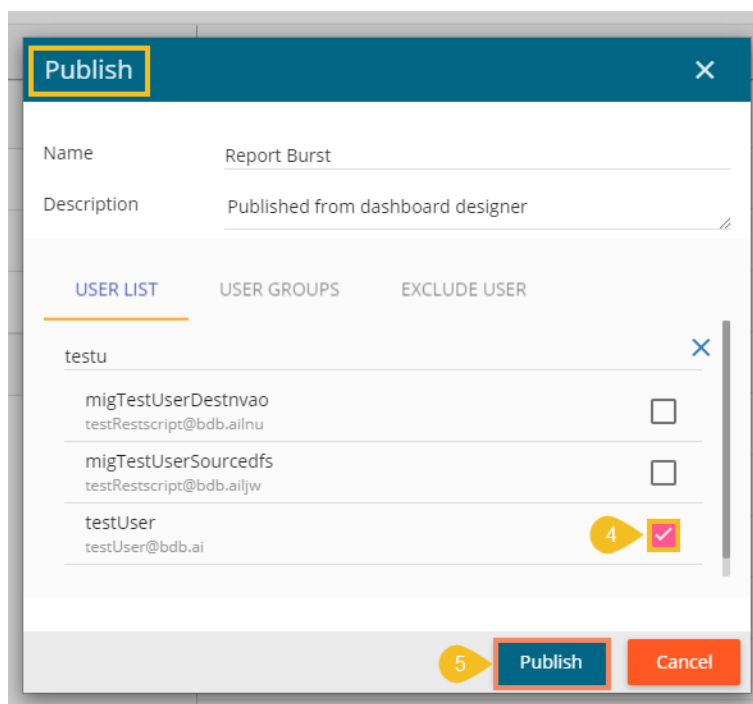 Publish
Name Report Burst
Description Published from dashboard designer
USER LIST USER GROUPS EXCLUDE USER
testu
migTestUserDestnvao
testRestscript@bdb.ailnu
migTestUserSourcedfs
testRestscript@bdb.ailjw
testUser
testUser@bdb.ai
4
5 Publish Cancel